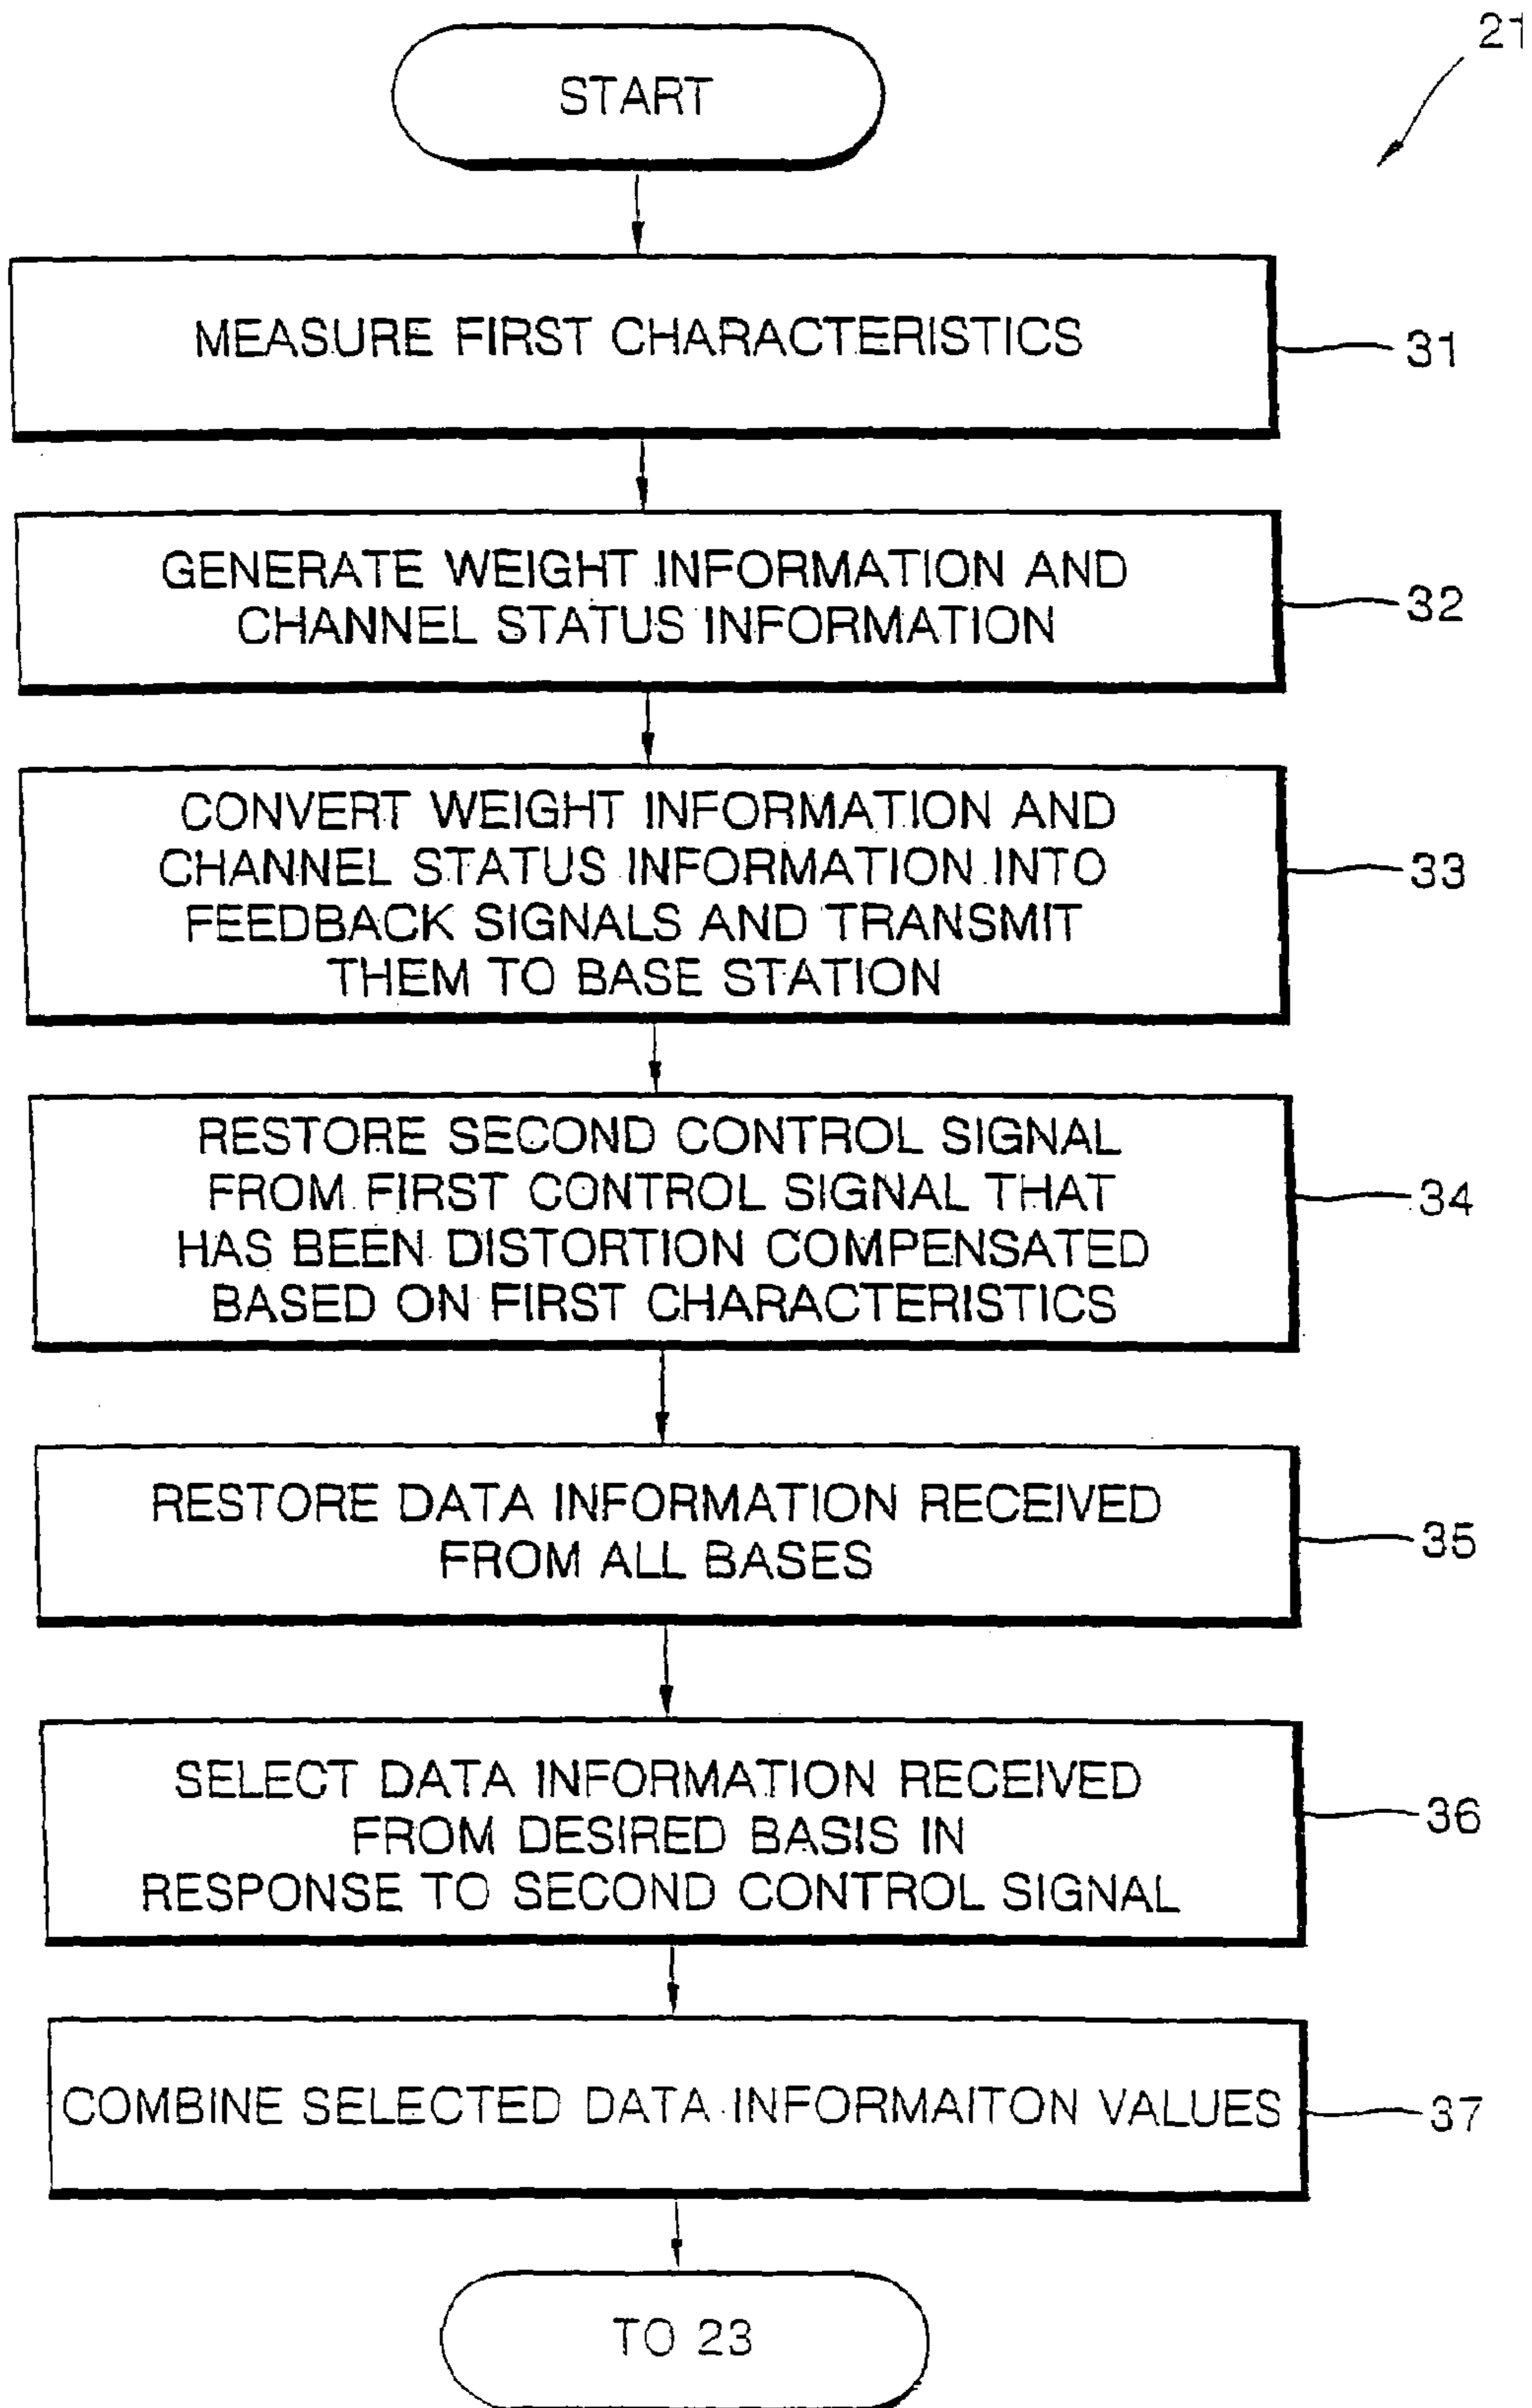 21
START
MEASURE FIRST CHARACTERISTICS
31
GENERATE WEIGHT INFORMATION AND
CHANNEL STATUS INFORMATION
32
CONVERT WEIGHT INFORMATION AND
CHANNEL STATUS INFORMATION INTO
FEEDBACK SIGNALS AND TRANSMIT
THEM TO BASE STATION
33
RESTORE SECOND CONTROL SIGNAL
FROM FIRST CONTROL SIGNAL THAT
HAS BEEN DISTORTION COMPENSATED
BASED ON FIRST CHARACTERISTICS
34
RESTORE DATA INFORMATION RECEIVED
FROM ALL BASES
35
SELECT DATA INFORMATION RECEIVED
FROM DESIRED BASIS IN
RESPONSE TO SECOND CONTROL SIGNAL
36
COMBINE SELECTED DATA INFORMAITON VALUES
37
TO 23